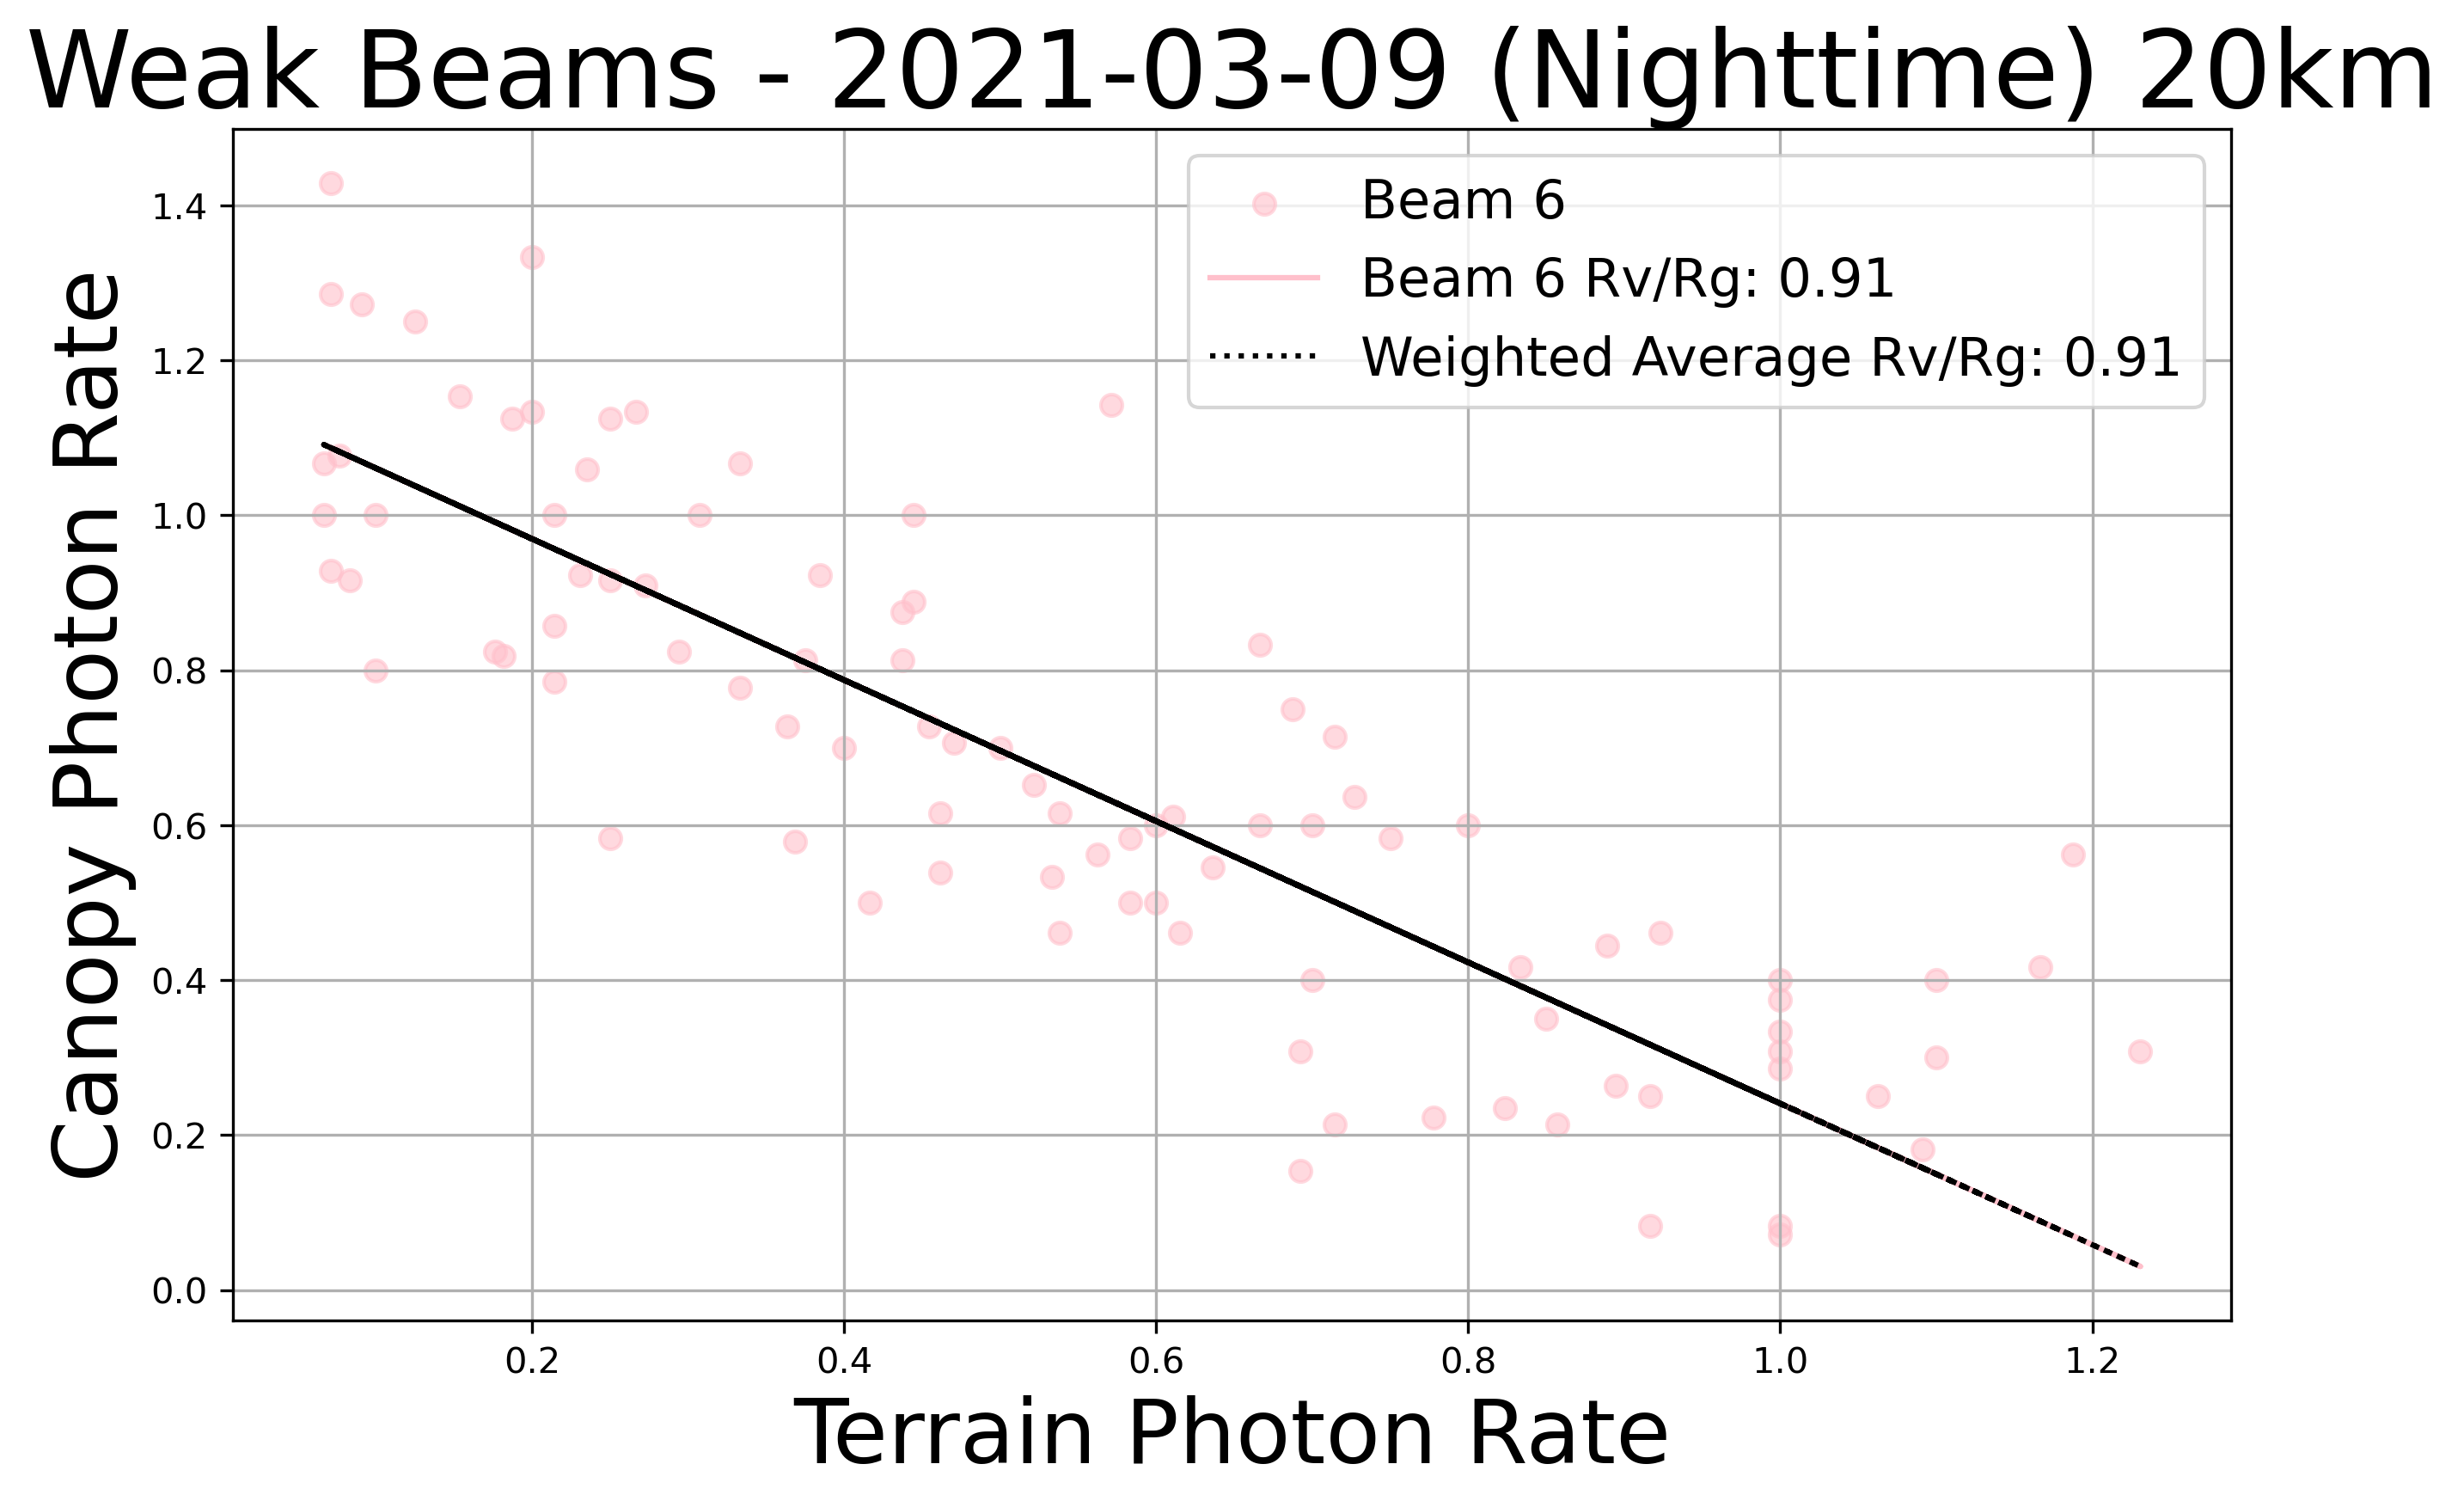 Weak Beams - 2021-03-09 (Nighttime) 20km
Beam 6
Beam 6 Rv/Rg: 0.91
Weighted Average Rv/Rg: 0.91
Canopy Photon Rate
1.4
1.2
1.0
0.8
0.6
0.4
0.2
0.0
0.2 0.4 0.6 0.8 1.0 1.2
Terrain Photon Rate